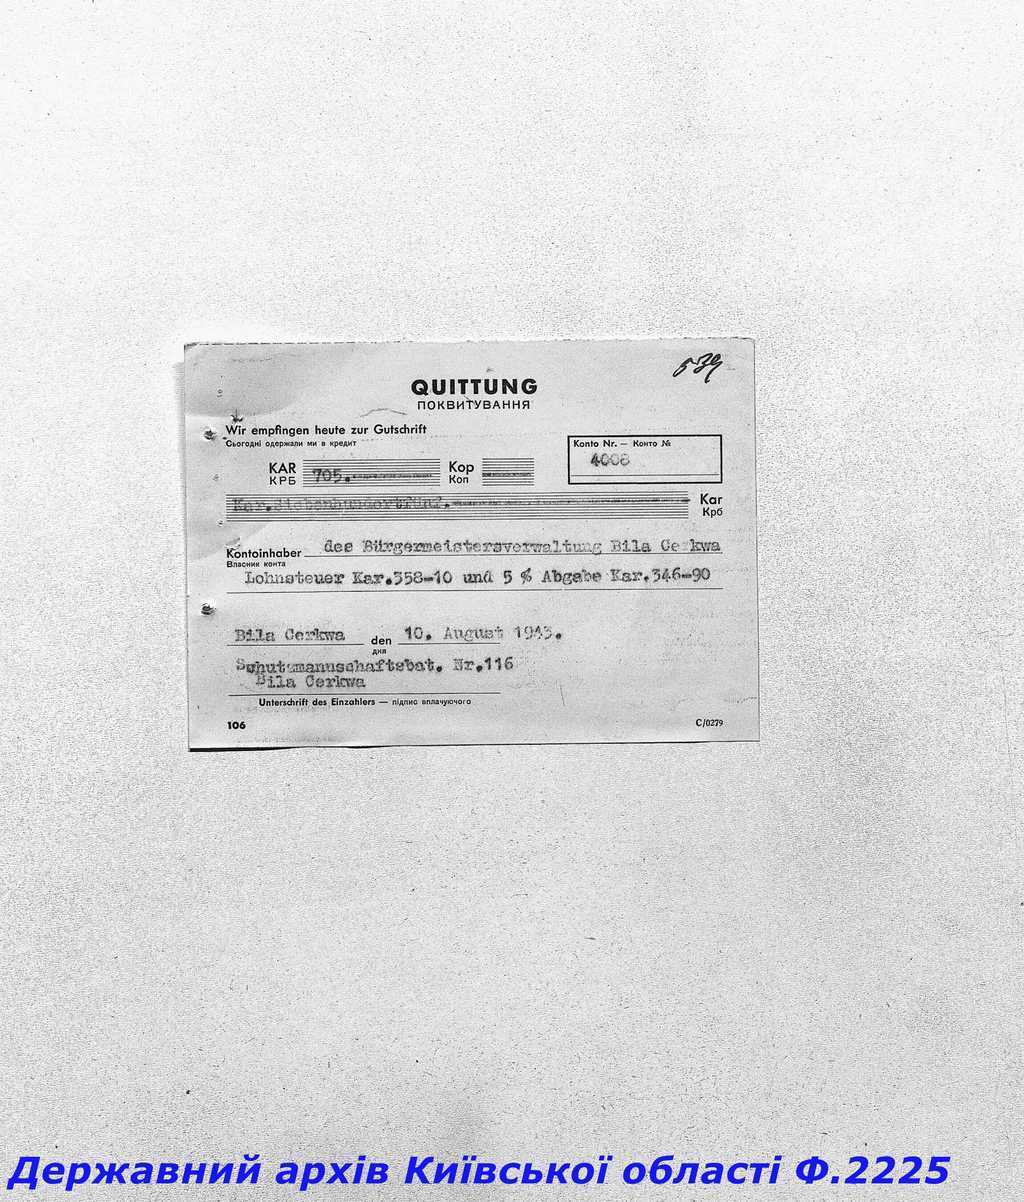 539
QUITTUNG
ПОКВИТУВАННЯ
Wir empfingen heute zur Gutschrift
Сьогодні одержали ми в кредит
Konto Nr. — Конто №
4008
KAR 705.— Kop
КРБ Коп
Kar.Siebenhundertfünf.— Kar
Крб
Kontoinhaber des Bürgermeistersverwaltung Bila Cerkwa
Власник конта
Lohnsteuer Kar.358-10 und 5 % Abgabe Kar.346-90
Bila Cerkwa den 10. August 1943.
дня
Schutzmannschaftsbat. Nr.116
Bila Cerkwa
Unterschrift des Einzahlers — підпис вплачуючого
106 C/0279
Державний архів Київської області Ф.2225